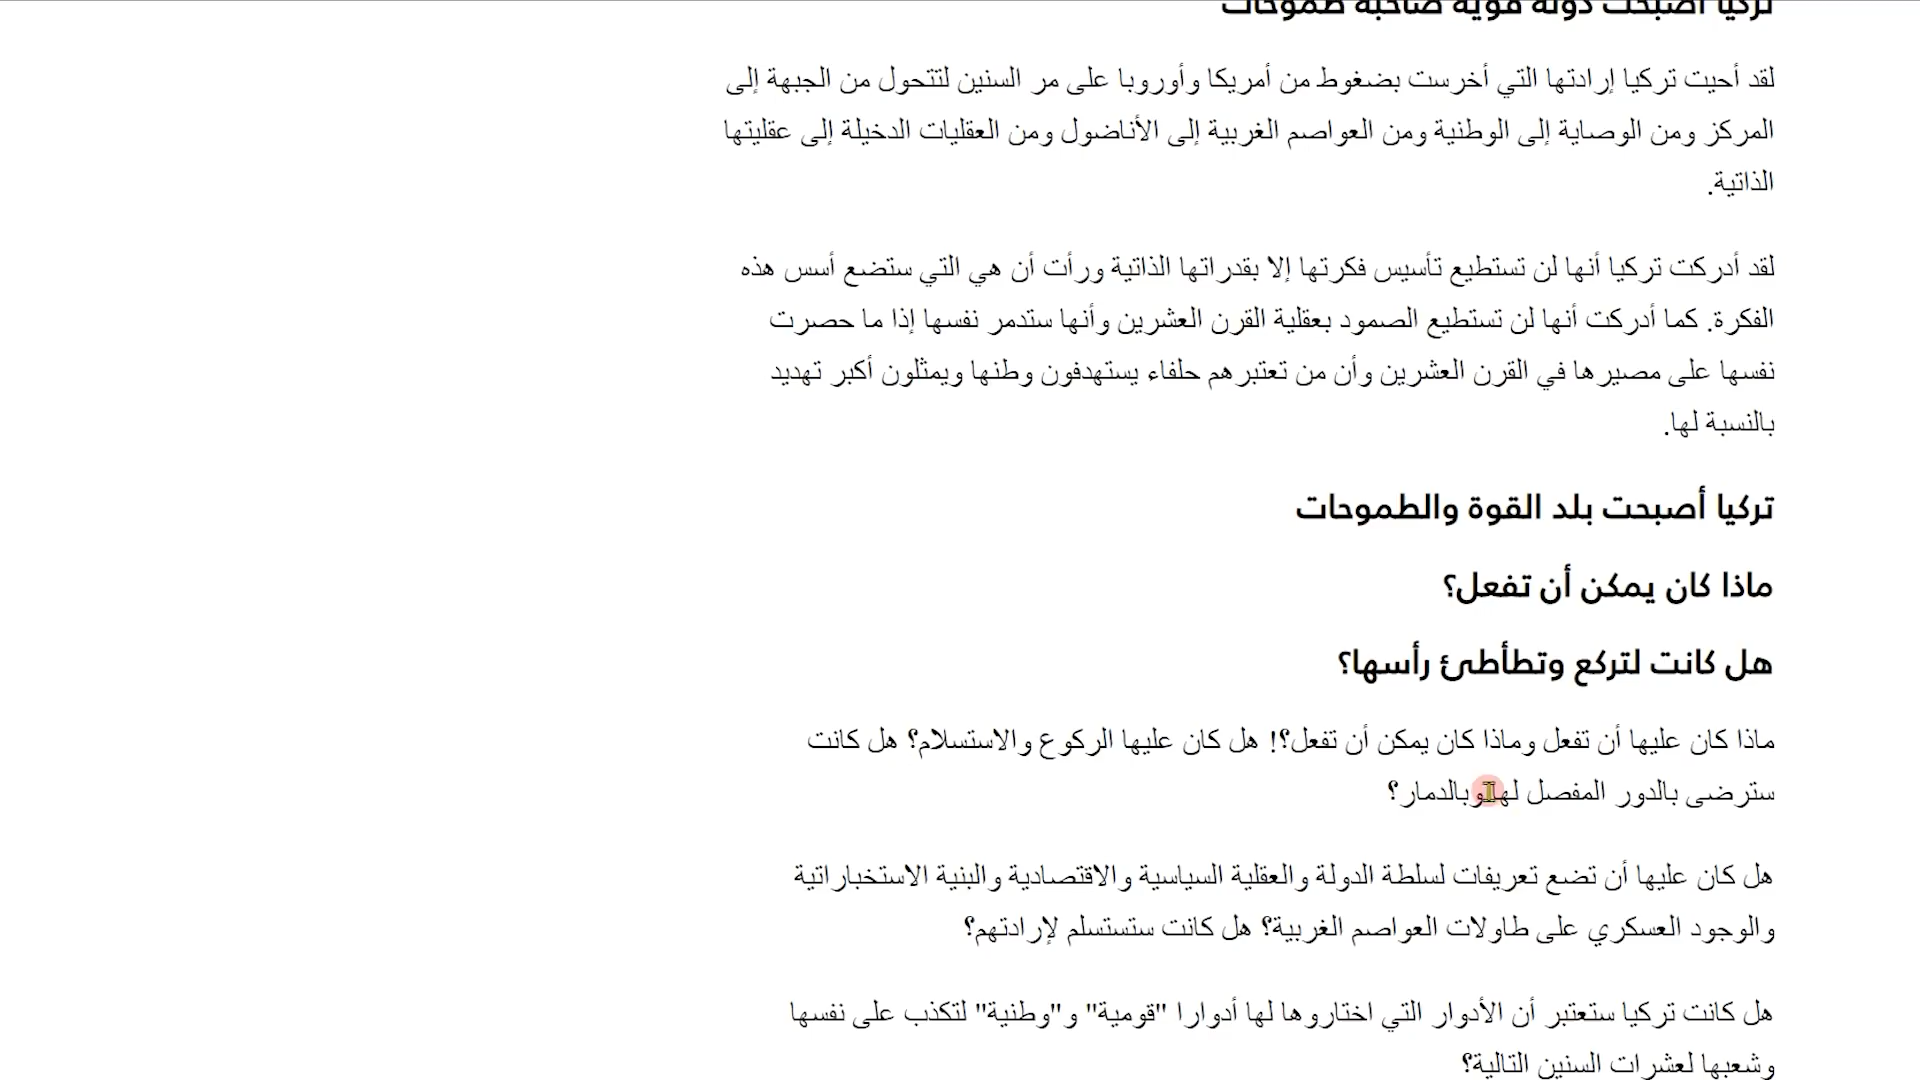 تركيا أصبحت دولة قوية صاحبة طموحات
لقد أحيت تركيا إرادتها التي أخرست بضغوط من أمريكا وأوروبا على مر السنين لتتحول من الجبهة إلى
المركز ومن الوصاية إلى الوطنية ومن العواصم الغربية إلى الأناضول ومن العقليات الدخيلة إلى عقليتها
الذاتية.
لقد أدركت تركيا أنها لن تستطيع تأسيس فكرتها إلا بقدراتها الذاتية ورأت أن هي التي ستضع أسس هذه
الفكرة. كما أدركت أنها لن تستطيع الصمود بعقلية القرن العشرين وأنها ستدمر نفسها إذا ما حصرت
نفسها على مصيرها في القرن العشرين وأن من تعتبرهم حلفاء يستهدفون وطنها ويمثلون أكبر تهديد
بالنسبة لها.
تركيا أصبحت بلد القوة والطموحات
ماذا كان يمكن أن تفعل؟
هل كانت لتركع وتطأطئ رأسها؟
ماذا كان عليها أن تفعل وماذا كان يمكن أن تفعل؟! هل كان عليها الركوع والاستسلام؟ هل كانت
سترضى بالدور المفصل لها وبالدمار؟
هل كان عليها أن تضع تعريفات لسلطة الدولة والعقلية السياسية والاقتصادية والبنية الاستخباراتية
والوجود العسكري على طاولات العواصم الغربية؟ هل كانت ستستسلم لإرادتهم؟
هل كانت تركيا ستعتبر أن الأدوار التي اختاروها لها أدوارا "قومية" و"وطنية" لتكذب على نفسها
وشعبها لعشرات السنين التالية؟